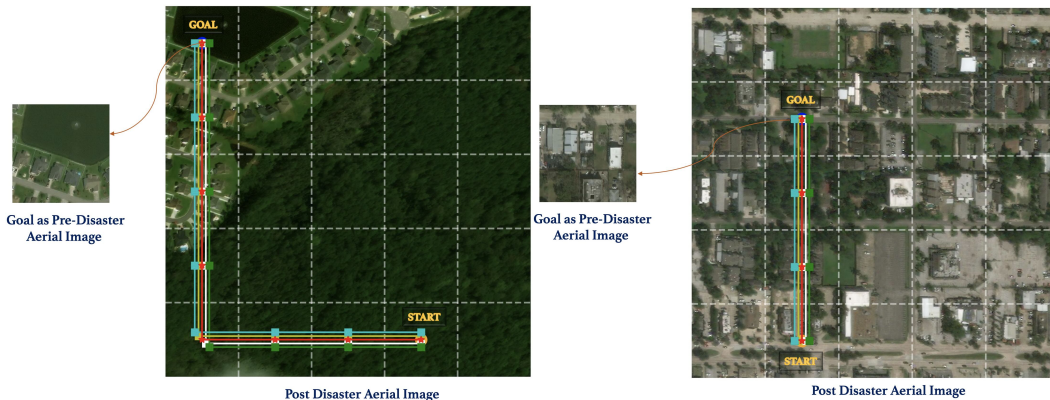 GOAL
Goal as Pre-Disaster
Aerial Image
START
Post Disaster Aerial Image
GOAL
Goal as Pre-Disaster
Aerial Image
START
Post Disaster Aerial Image